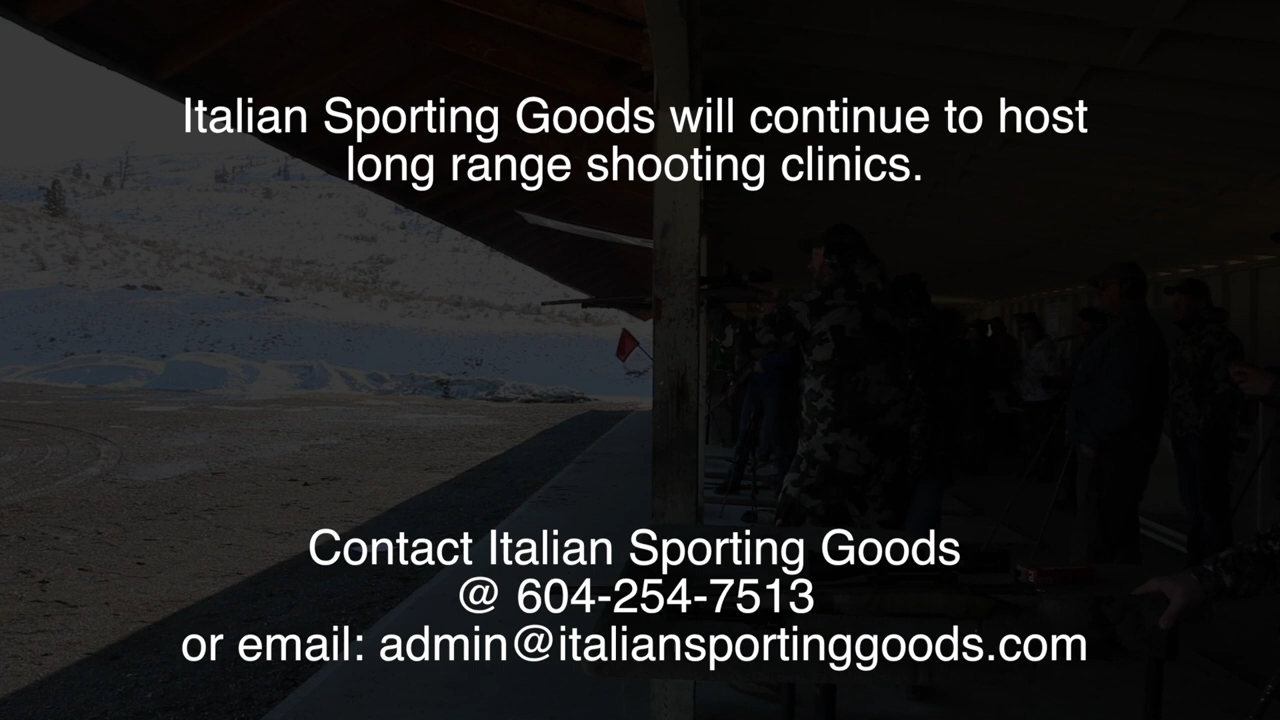 Italian Sporting Goods will continue to host
long range shooting clinics.
Contact Italian Sporting Goods
@ 604-254-7513
or email: admin@italiansportinggoods.com